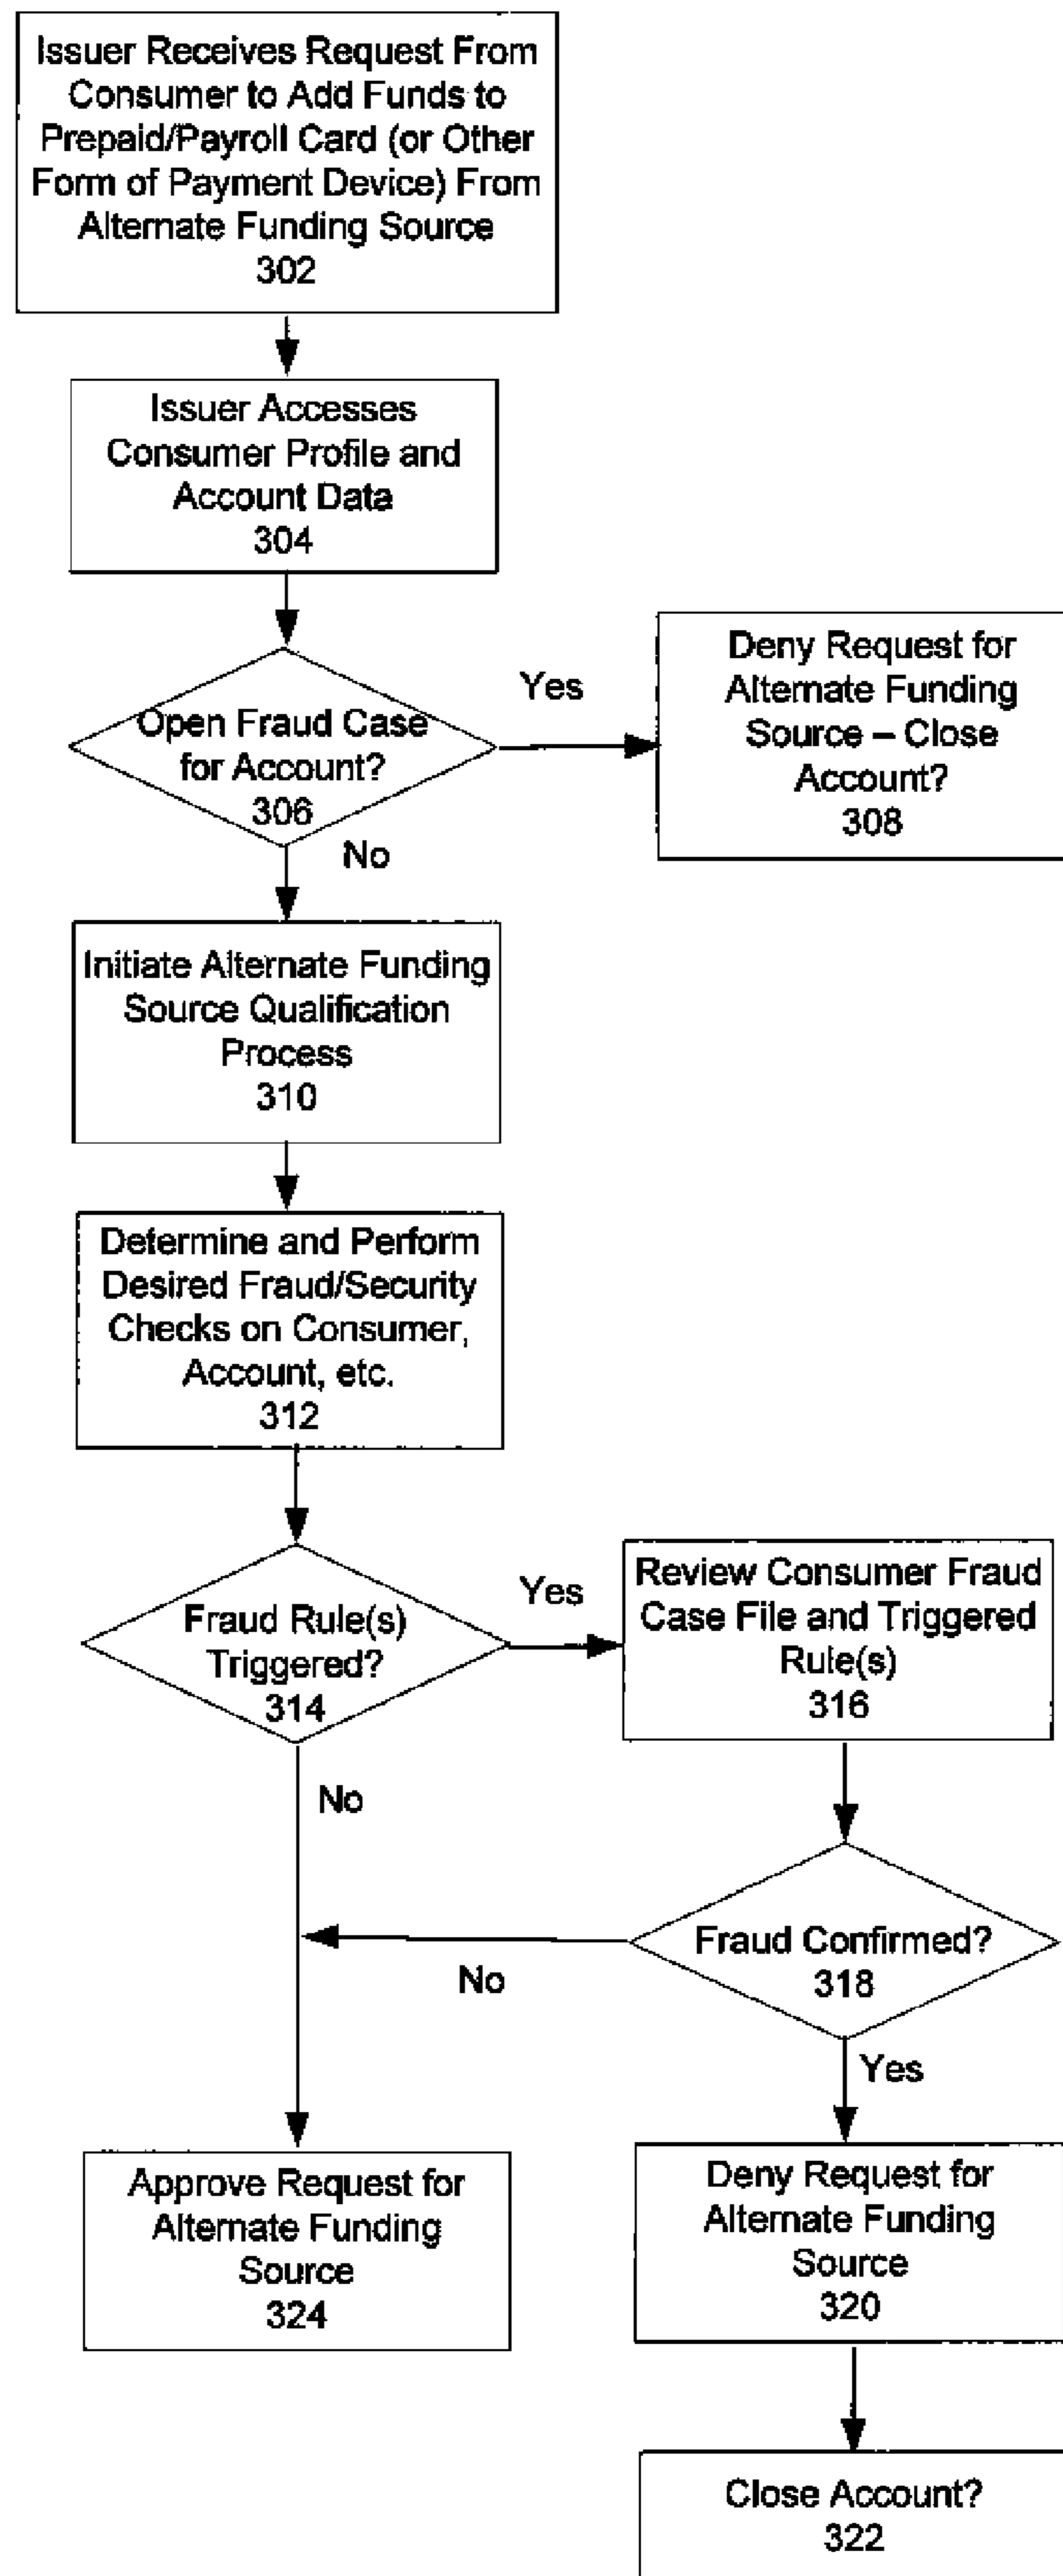 Issuer Receives Request From
Consumer to Add Funds to
Prepaid/Payroll Card (or Other
Form of Payment Device) From
Alternate Funding Source
302
Issuer Accesses
Consumer Profile and
Account Data
304
Open Fraud Case
for Account?
306
Yes
Deny Request for
Alternate Funding
Source – Close
Account?
308
No
Initiate Alternate Funding
Source Qualification
Process
310
Determine and Perform
Desired Fraud/Security
Checks on Consumer,
Account, etc.
312
Fraud Rule(s)
Triggered?
314
Yes
Review Consumer Fraud
Case File and Triggered
Rule(s)
316
No
Fraud Confirmed?
318
No
Yes
Approve Request for
Alternate Funding
Source
324
Deny Request for
Alternate Funding
Source
320
Close Account?
322